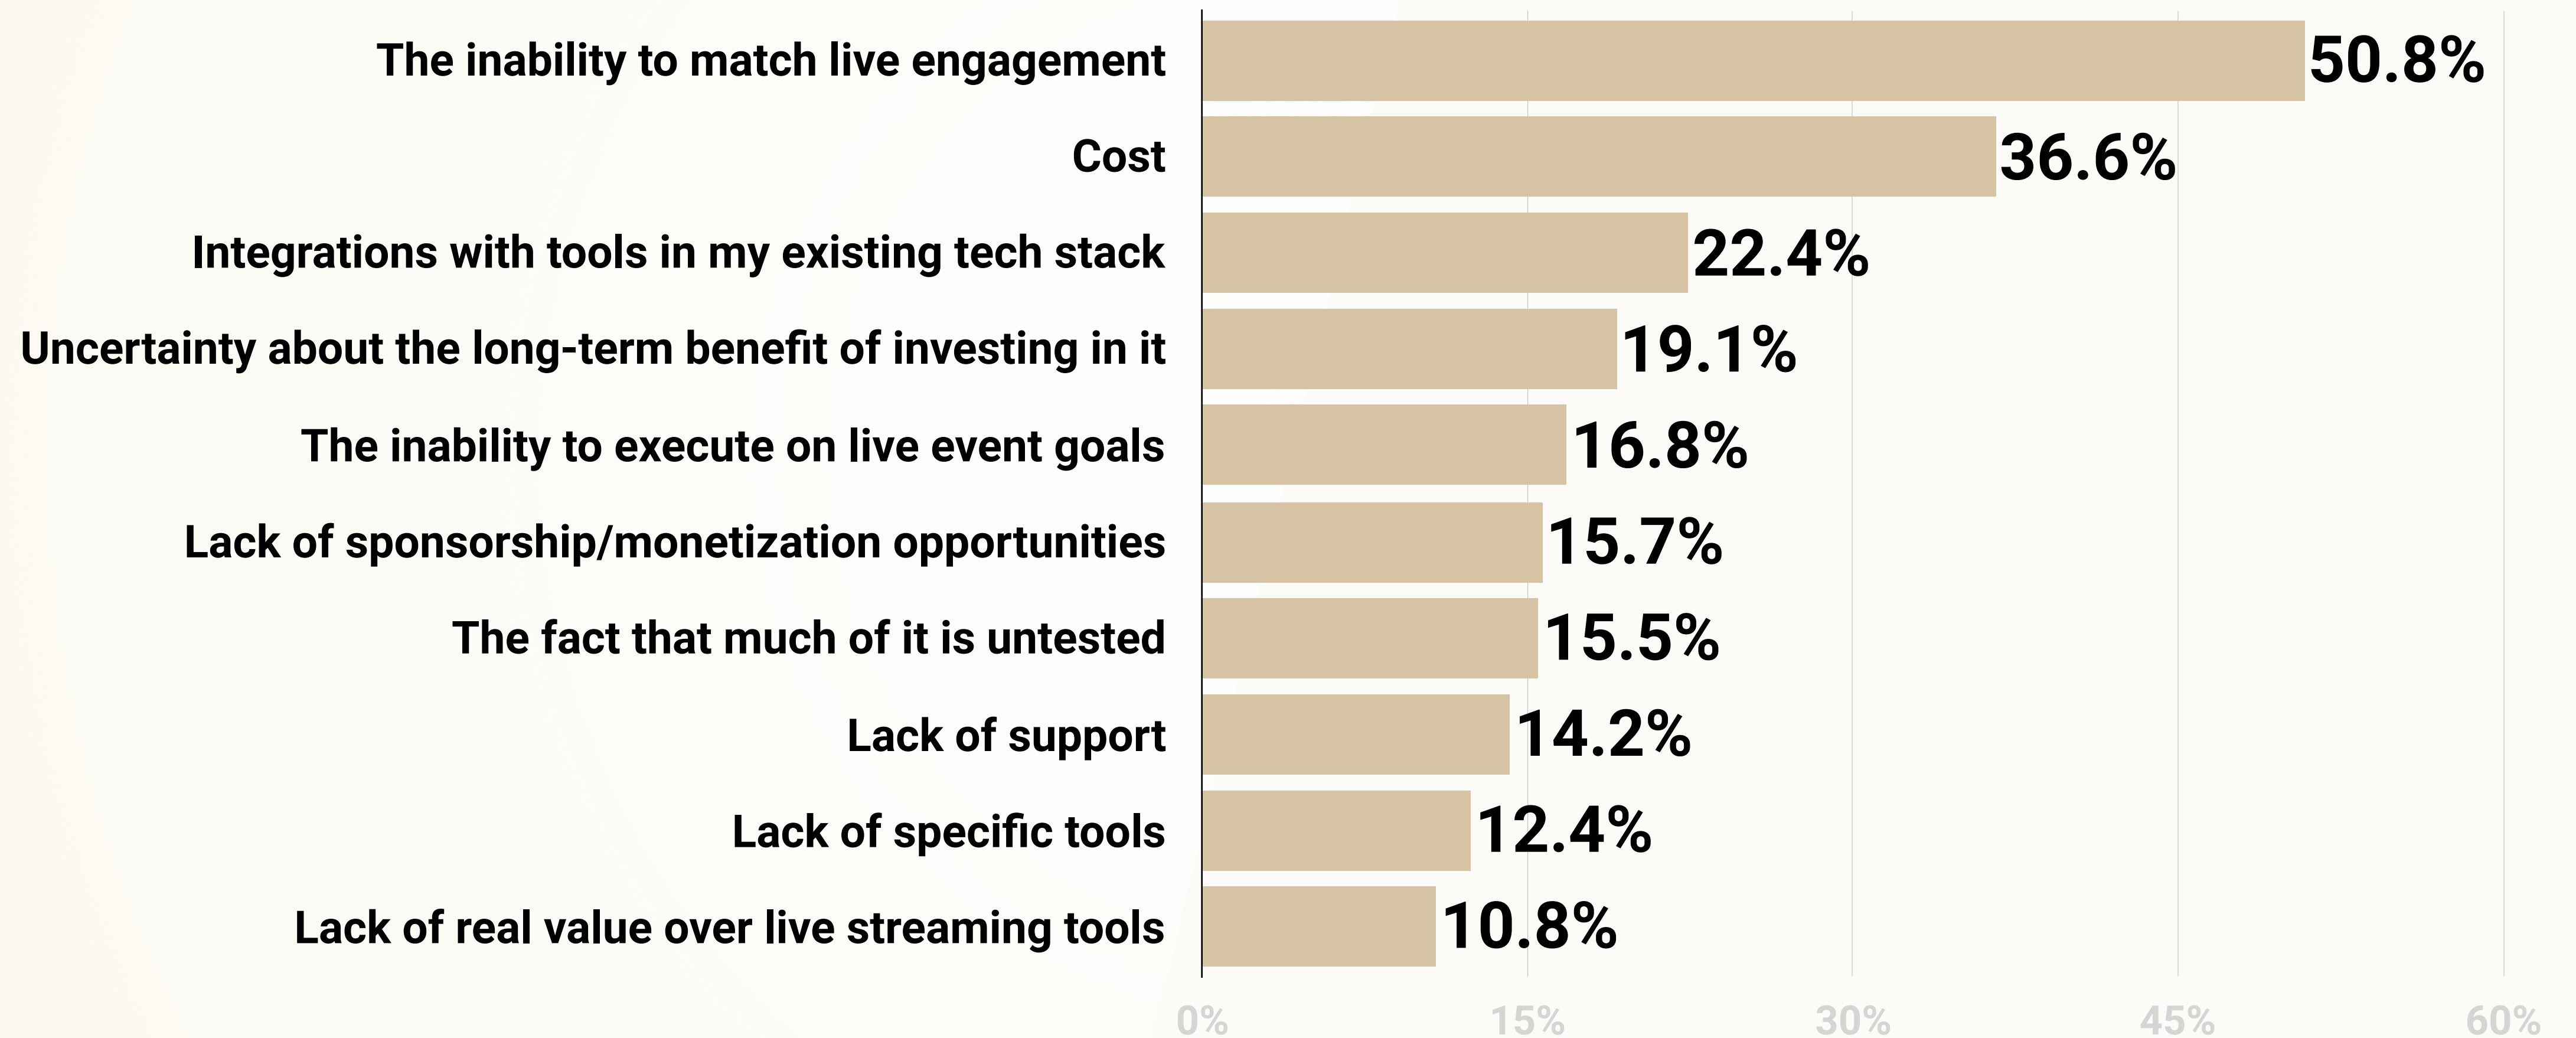 The inability to match live engagement 50.8%
Cost 36.6%
Integrations with tools in my existing tech stack 22.4%
Uncertainty about the long-term benefit of investing in it 19.1%
The inability to execute on live event goals 16.8%
Lack of sponsorship/monetization opportunities 15.7%
The fact that much of it is untested 15.5%
Lack of support 14.2%
Lack of specific tools 12.4%
Lack of real value over live streaming tools 10.8%
0% 15% 30% 45% 60%